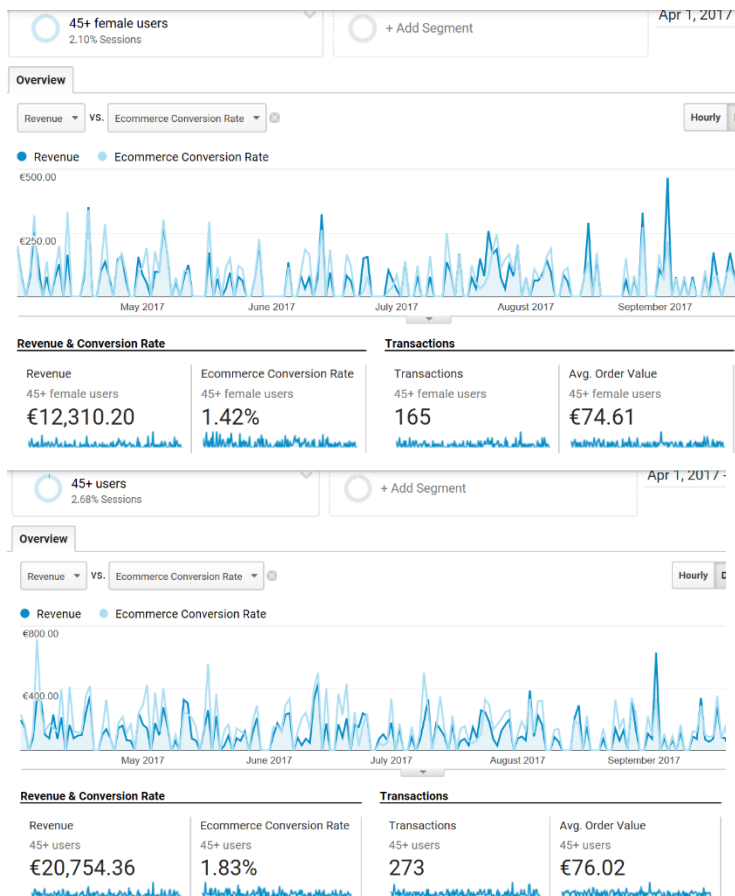 45+ female users
2.10% Sessions
+ Add Segment
Apr 1, 2017
Overview
Revenue VS. Ecommerce Conversion Rate
Hourly
Revenue Ecommerce Conversion Rate
€500.00
€250.00
May 2017 June 2017 July 2017 August 2017 September 2017
Revenue & Conversion Rate Transactions
Revenue Ecommerce Conversion Rate Transactions Avg. Order Value
45+ female users 45+ female users 45+ female users 45+ female users
€12,310.20 1.42% 165 €74.61
45+ users
2.68% Sessions
+ Add Segment
Apr 1, 2017 -
Overview
Revenue VS. Ecommerce Conversion Rate
Hourly D
Revenue Ecommerce Conversion Rate
€800.00
€400.00
May 2017 June 2017 July 2017 August 2017 September 2017
Revenue & Conversion Rate Transactions
Revenue Ecommerce Conversion Rate Transactions Avg. Order Value
45+ users 45+ users 45+ users 45+ users
€20,754.36 1.83% 273 €76.02